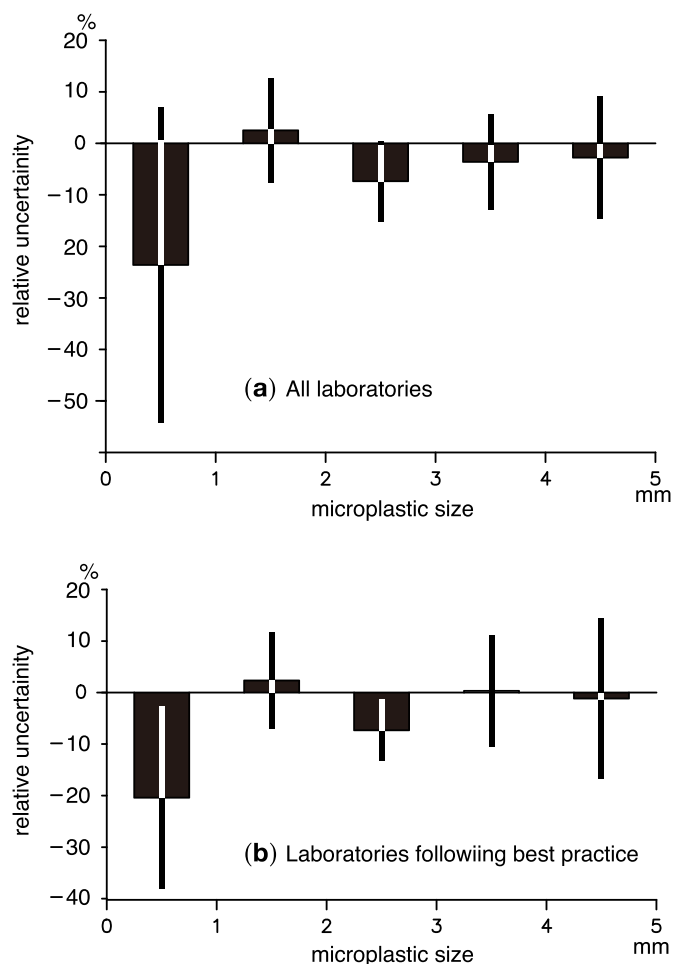 %
20
10
0
−10
20
−30
−40
−50
relative uncertainity
(a) All laboratories
0 1 2 3 4 5
mm
microplastic size
%
20
10
0
−10
−20
−30
−40
relative uncertainity
(b) Laboratories followiing best practice
0 1 2 3 4 5
mm
microplastic size